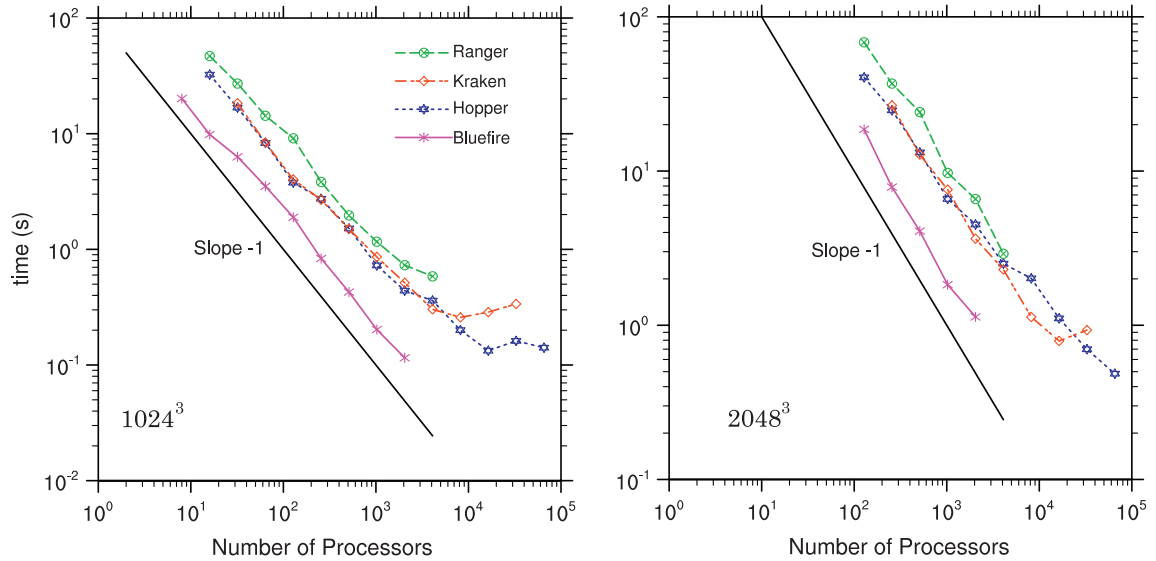 10^2
10^1
10^0
10^-1
10^-2
time (s)
Ranger
Kraken
Hopper
Bluefire
Slope -1
1024^3
10^0
10^1
10^2
10^3
10^4
10^5
Number of Processors
10^2
10^1
10^0
10^-1
Slope -1
2048^3
10^0
10^1
10^2
10^3
10^4
10^5
Number of Processors